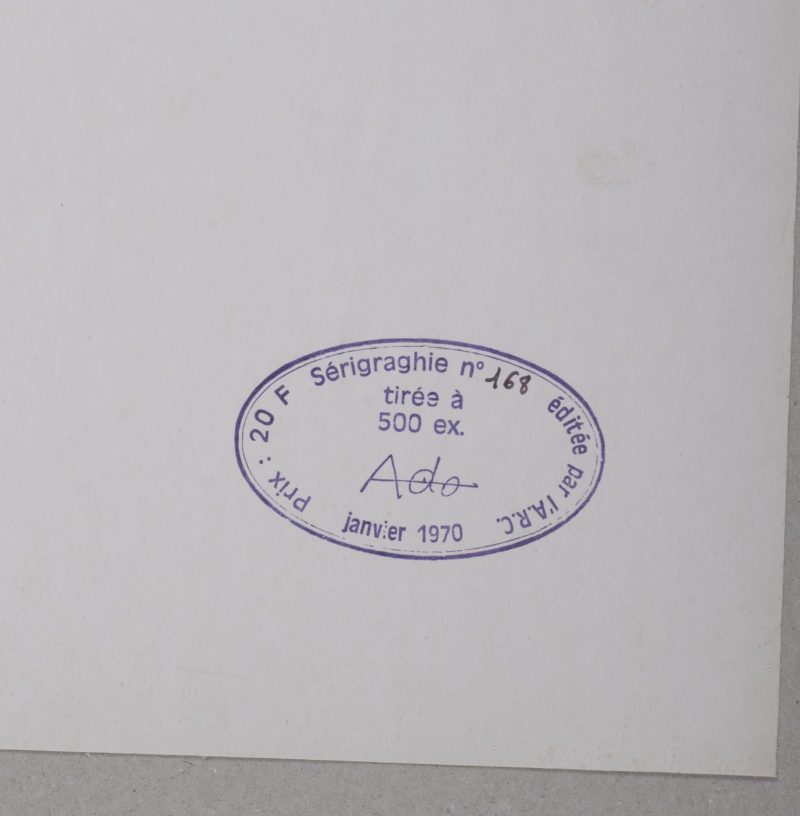 Sérigraghie n° 168
tirée à
500 ex.
éditée par l'A.R.C.
Ado
janvier 1970
Prix : 20 F